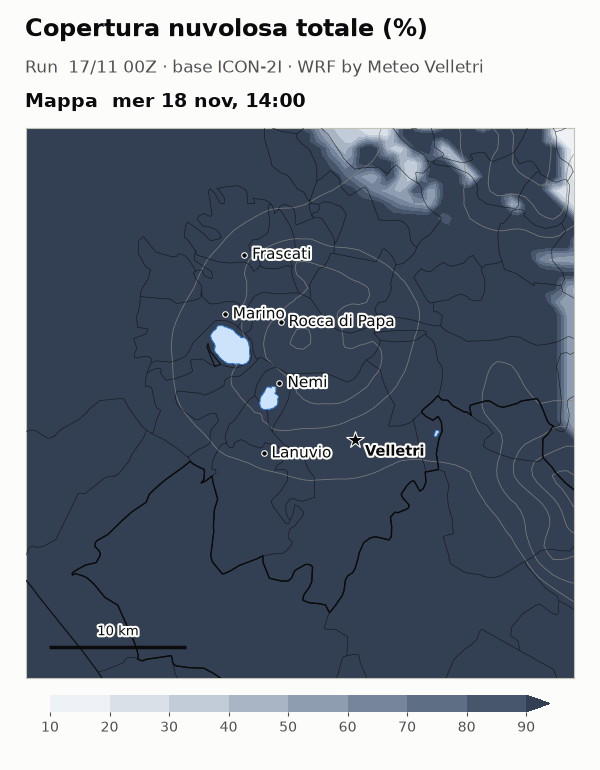 Copertura nuvolosa totale (%)
Run  17/11 00Z · base ICON-2I · WRF by Meteo Velletri
Mappa  mer 18 nov, 14:00
Frascati
Marino
Rocca di Papa
Nemi
Velletri
Lanuvio
10 km
10 20 30 40 50 60 70 80 90